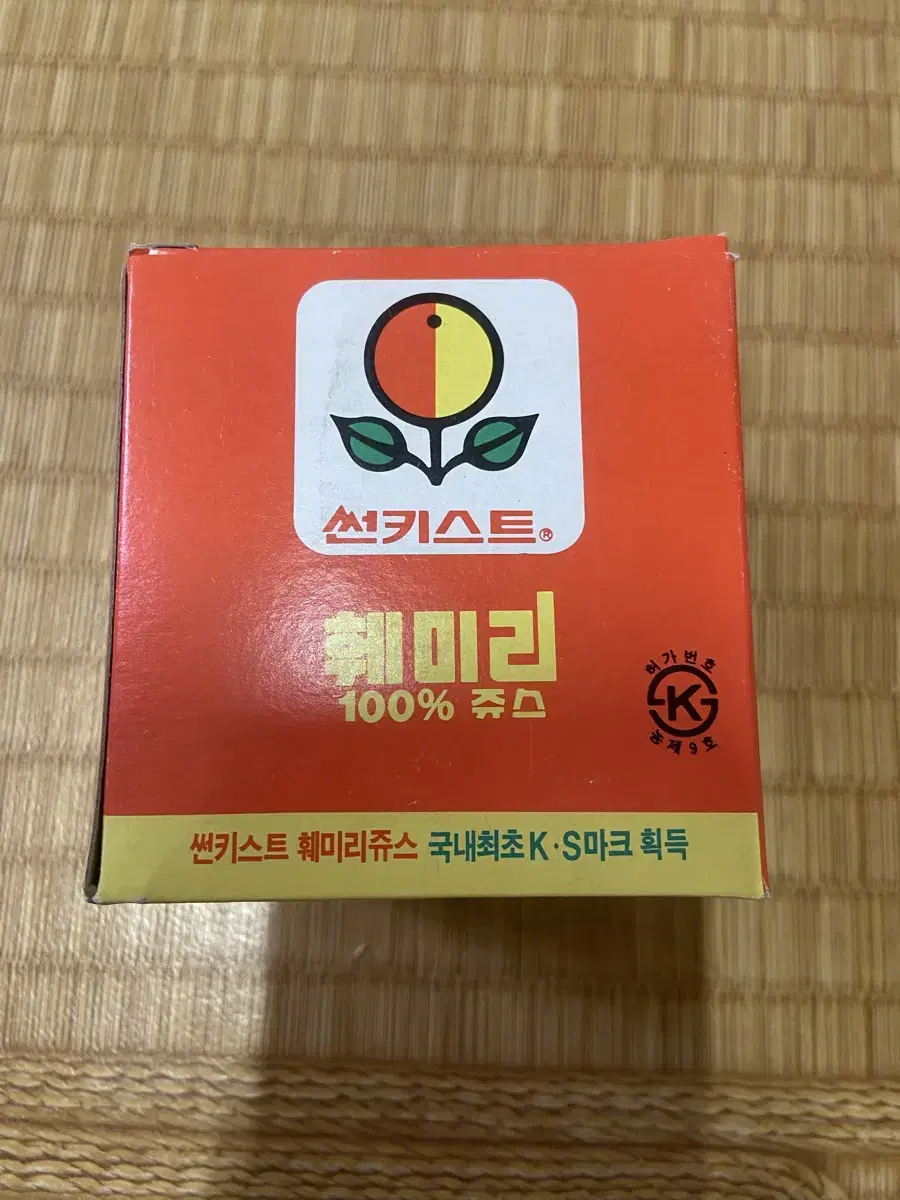 썬키스트®
훼미리
100% 쥬스
허가번호
K
농제9호
썬키스트 훼미리쥬스 국내최초 K·S마크 획득